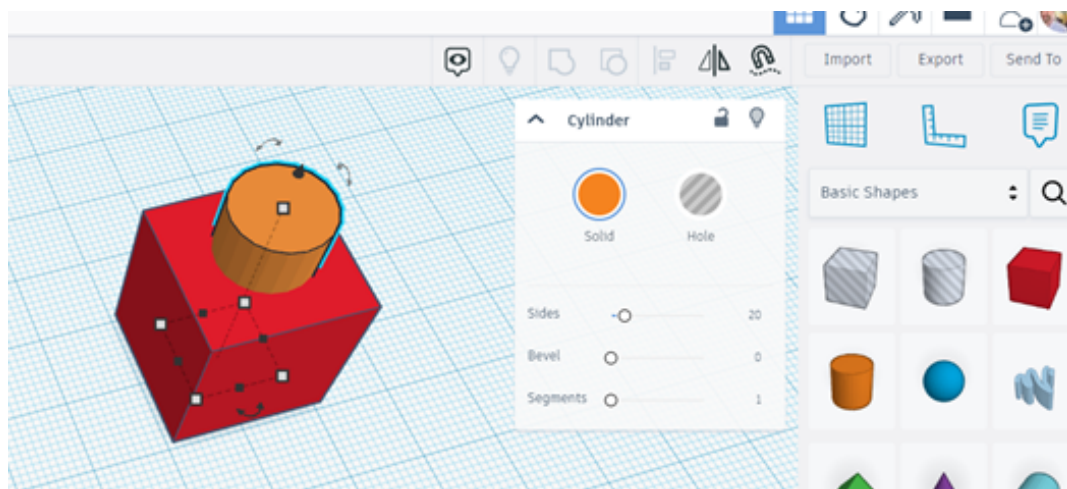 Import
Export
Send To
Cylinder
Solid
Hole
Basic Shapes
Sides
20
Bevel
0
Segments
1